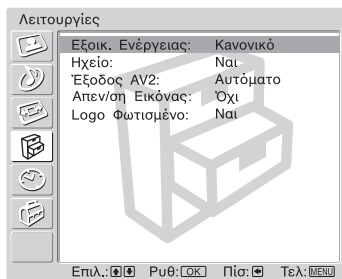 Λειτουργίες
Εξοικ. Ενέργειας: Κανονικό
Ηχείο: Ναι
Έξοδος AV2: Αυτόματο
Απεν/ση Εικόνας: Όχι
Logo Φωτισμένο: Ναι
Επιλ.: Ρυθ: OK Πίσ: Τελ: MENU